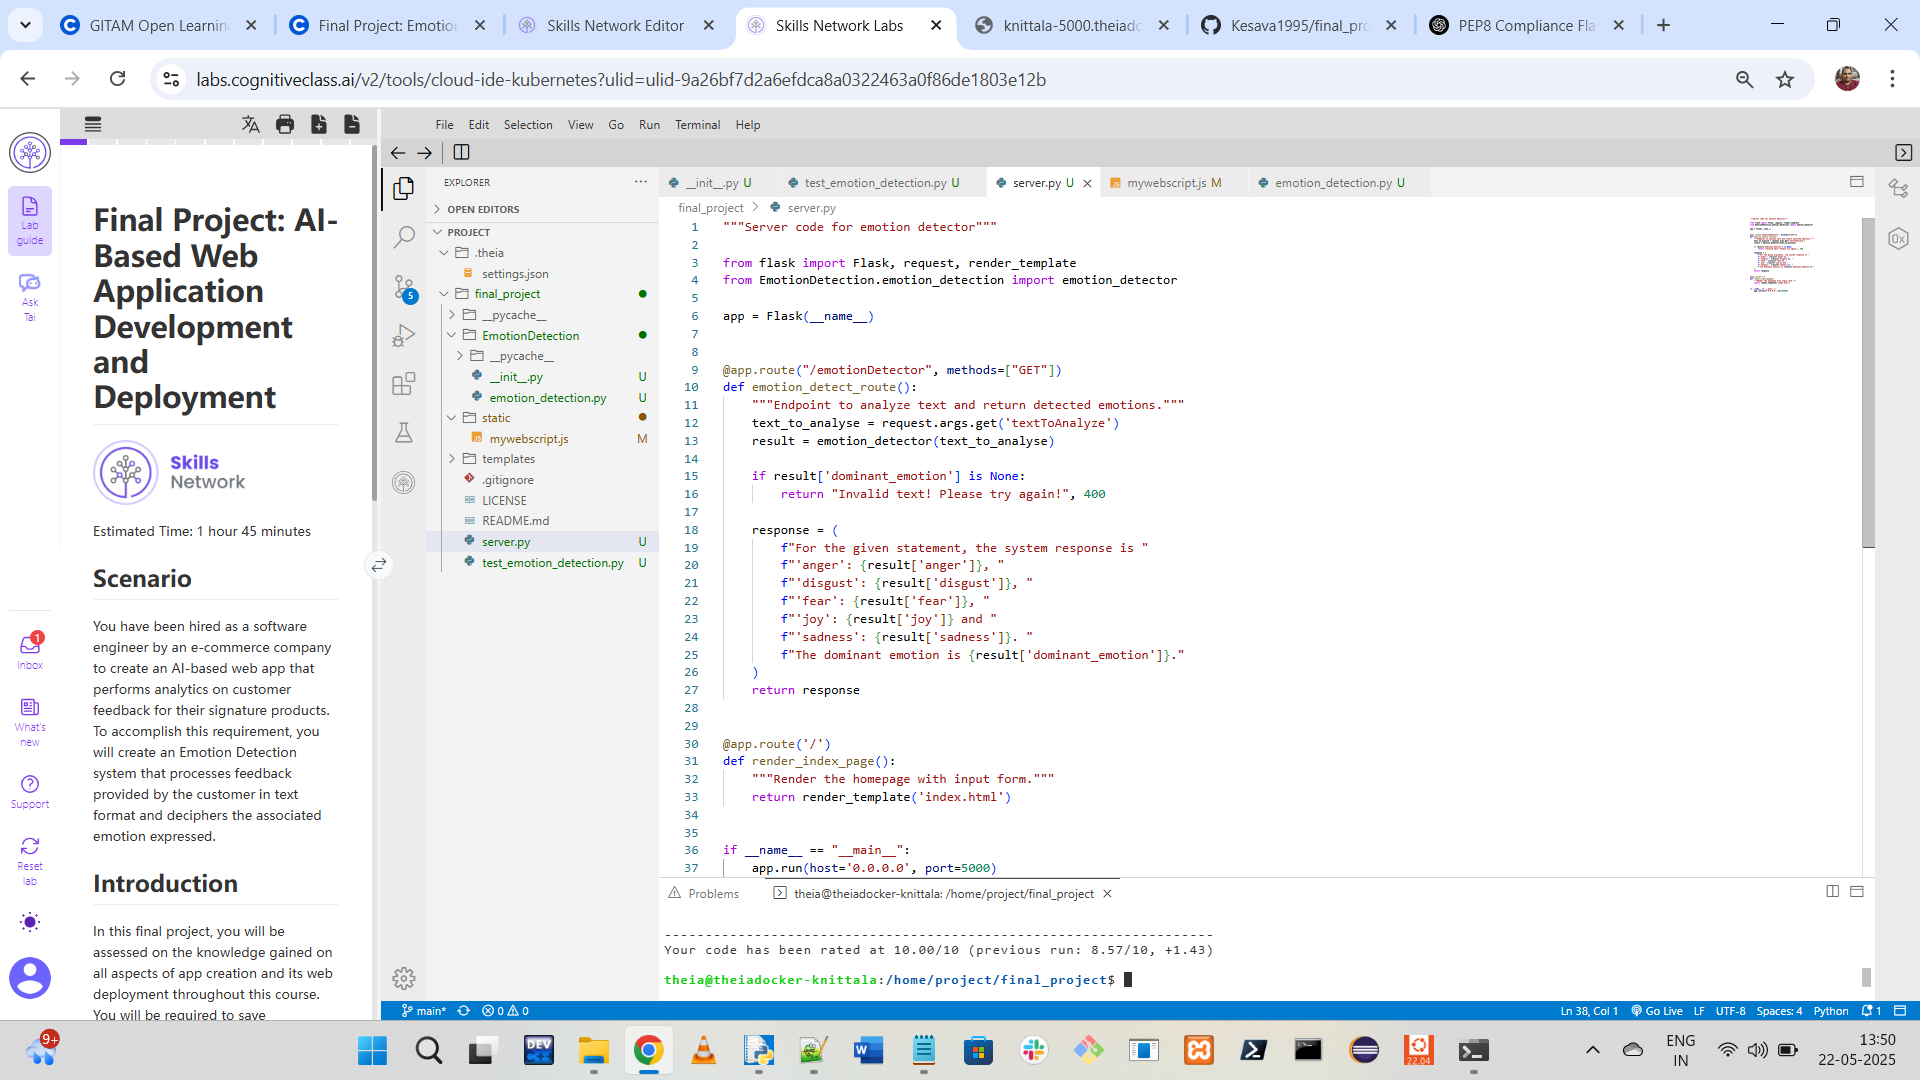 GITAM Open Learnin
Final Project: Emotion
Skills Network Editor
Skills Network Labs
knittala-5000.theiado
Kesava1995/final_pro
PEP8 Compliance Fla
labs.cognitiveclass.ai/v2/tools/cloud-ide-kubernetes?ulid=ulid-9a26bf7d2a6efdca8a0322463a0f86de1803e12b
File Edit Selection View Go Run Terminal Help
Lab guide
Ask Tai
Inbox
1
What's new
Support
Reset lab
Final Project: AI-
Based Web
Application
Development
and
Deployment
Skills
Network
Estimated Time: 1 hour 45 minutes
Scenario
You have been hired as a software
engineer by an e-commerce company
to create an AI-based web app that
performs analytics on customer
feedback for their signature products.
To accomplish this requirement, you
will create an Emotion Detection
system that processes feedback
provided by the customer in text
format and deciphers the associated
emotion expressed.
Introduction
In this final project, you will be
assessed on the knowledge gained on
all aspects of app creation and its web
deployment throughout this course.
You will be required to save
5
EXPLORER
OPEN EDITORS
PROJECT
.theia
settings.json
final_project
__pycache__
EmotionDetection
__pycache__
__init__.py U
emotion_detection.py U
static
mywebscript.js M
templates
.gitignore
LICENSE
README.md
server.py U
test_emotion_detection.py U
__init__.py U
test_emotion_detection.py U
server.py U
mywebscript.js M
emotion_detection.py U
final_project > server.py
1 """Server code for emotion detector"""
2
3 from flask import Flask, request, render_template
4 from EmotionDetection.emotion_detection import emotion_detector
5
6 app = Flask(__name__)
7
8
9 @app.route("/emotionDetector", methods=["GET"])
10 def emotion_detect_route():
11 """Endpoint to analyze text and return detected emotions."""
12 text_to_analyse = request.args.get('textToAnalyze')
13 result = emotion_detector(text_to_analyse)
14
15 if result['dominant_emotion'] is None:
16 return "Invalid text! Please try again!", 400
17
18 response = (
19 f"For the given statement, the system response is "
20 f"'anger': {result['anger']}, "
21 f"'disgust': {result['disgust']}, "
22 f"'fear': {result['fear']}, "
23 f"'joy': {result['joy']} and "
24 f"'sadness': {result['sadness']}. "
25 f"The dominant emotion is {result['dominant_emotion']}."
26 )
27 return response
28
29
30 @app.route('/')
31 def render_index_page():
32 """Render the homepage with input form."""
33 return render_template('index.html')
34
35
36 if __name__ == "__main__":
37 app.run(host='0.0.0.0', port=5000)
Problems
theia@theiadocker-knittala: /home/project/final_project
--------------------------------------------------------------------
Your code has been rated at 10.00/10 (previous run: 8.57/10, +1.43)
theia@theiadocker-knittala:/home/project/final_project$
main* 0 0
Ln 38, Col 1 Go Live LF UTF-8 Spaces: 4 Python 1
9+
DEV
22.04
ENG
IN
13:50
22-05-2025